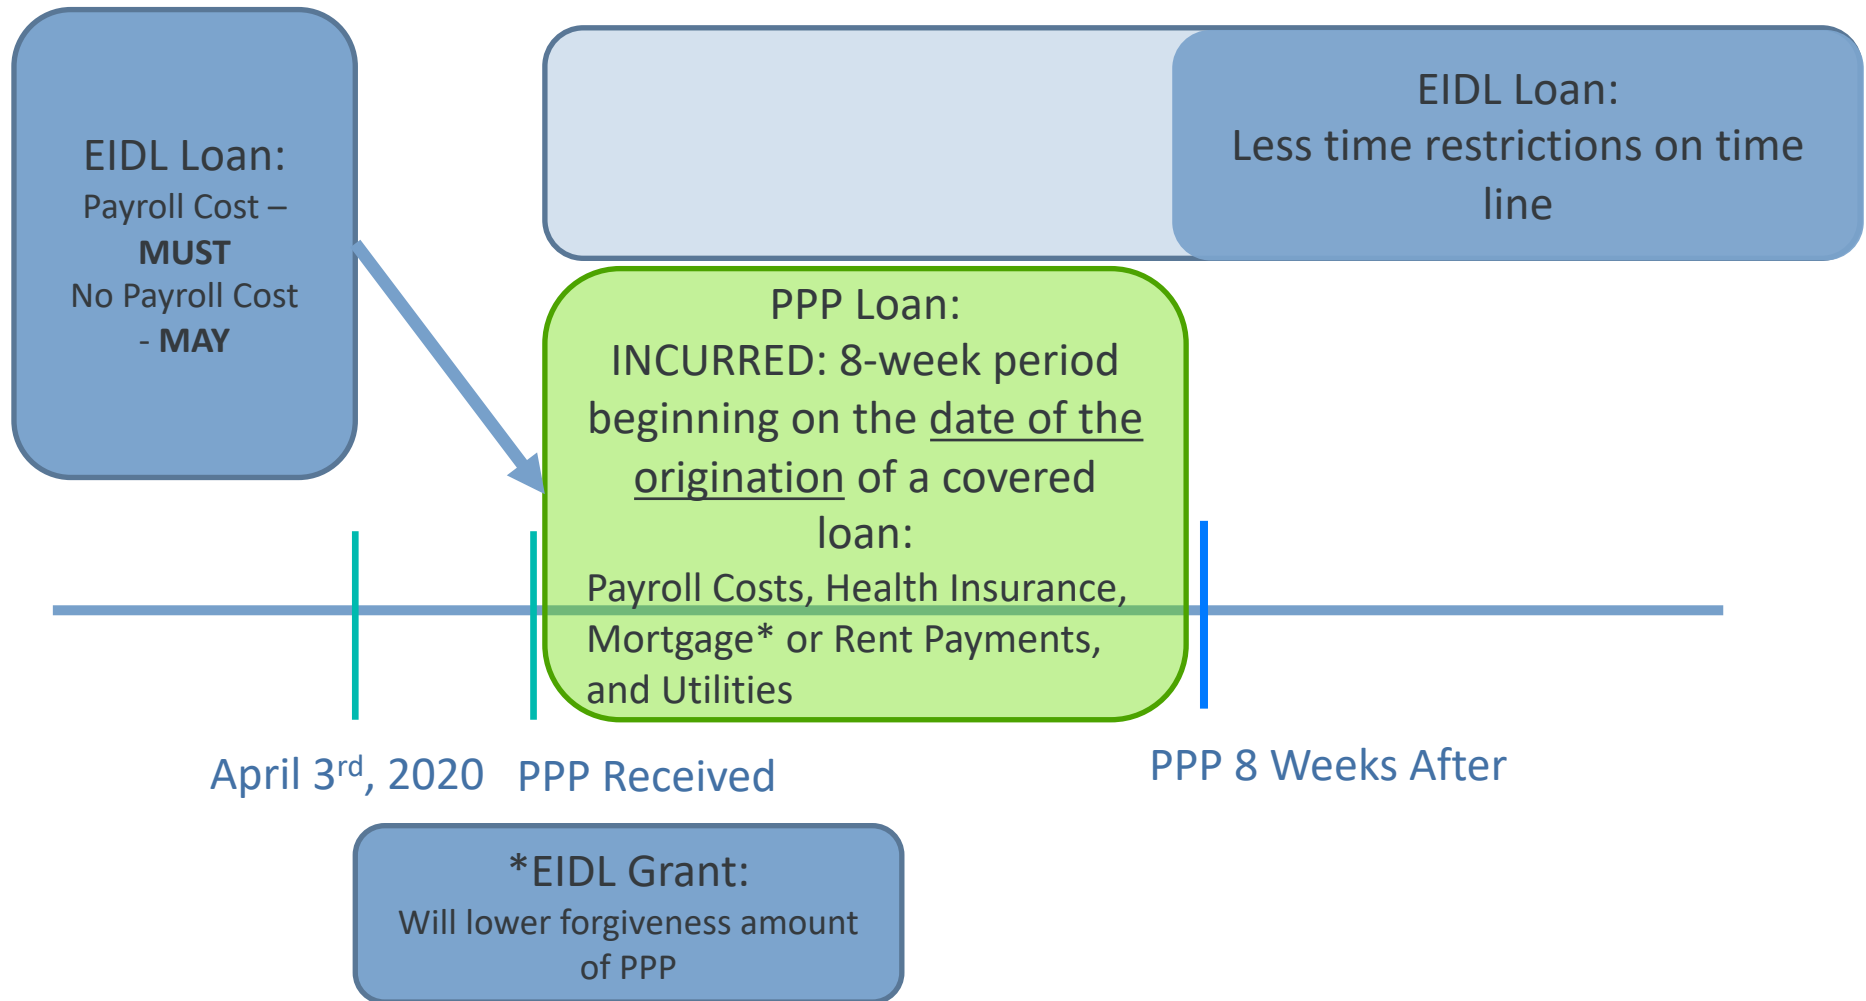 EIDL Loan:
Payroll Cost –
MUST
No Payroll Cost
- MAY
EIDL Loan:
Less time restrictions on time
line
PPP Loan:
INCURRED: 8-week period
beginning on the date of the
origination of a covered
loan:
Payroll Costs, Health Insurance,
Mortgage* or Rent Payments,
and Utilities
April 3rd, 2020
PPP Received
PPP 8 Weeks After
*EIDL Grant:
Will lower forgiveness amount
of PPP